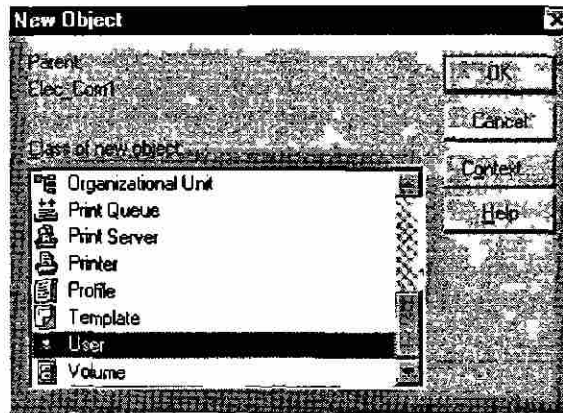 New Object
Parent:
Elec_Com1
OK
Cancel
Class of new object:
Context...
Help
Organizational Unit
Print Queue
Print Server
Printer
Profile
Template
User
Volume